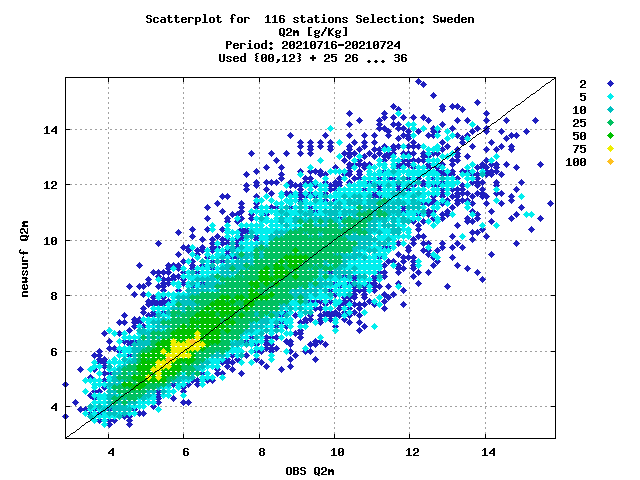 Scatterplot for  116 stations Selection: Sweden
Q2m [g/Kg]
Period: 20210716-20210724
Used {00,12} + 25 26 ... 36
2
5
10
25
50
75
100
14
12
10
8
6
4
newsurf Q2m
4 6 8 10 12 14
OBS Q2m